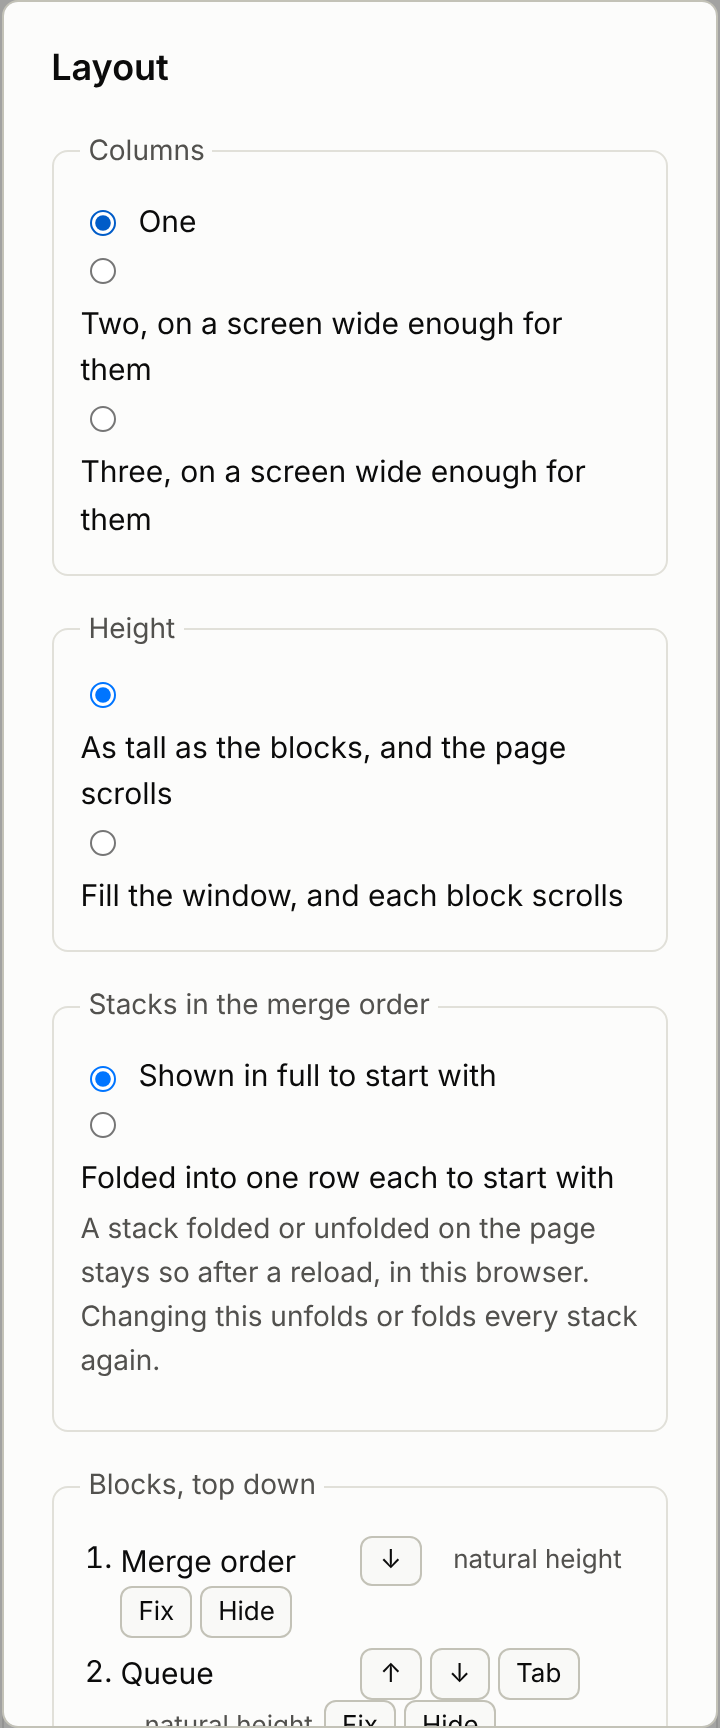 Layout
Columns
One
Two, on a screen wide enough for
them
Three, on a screen wide enough for
them
Height
As tall as the blocks, and the page
scrolls
Fill the window, and each block scrolls
Stacks in the merge order
Shown in full to start with
Folded into one row each to start with
A stack folded or unfolded on the page
stays so after a reload, in this browser.
Changing this unfolds or folds every stack
again.
Blocks, top down
1. Merge order ↓ natural height
Fix Hide
2. Queue ↑ ↓ Tab
natural height Fix Hide